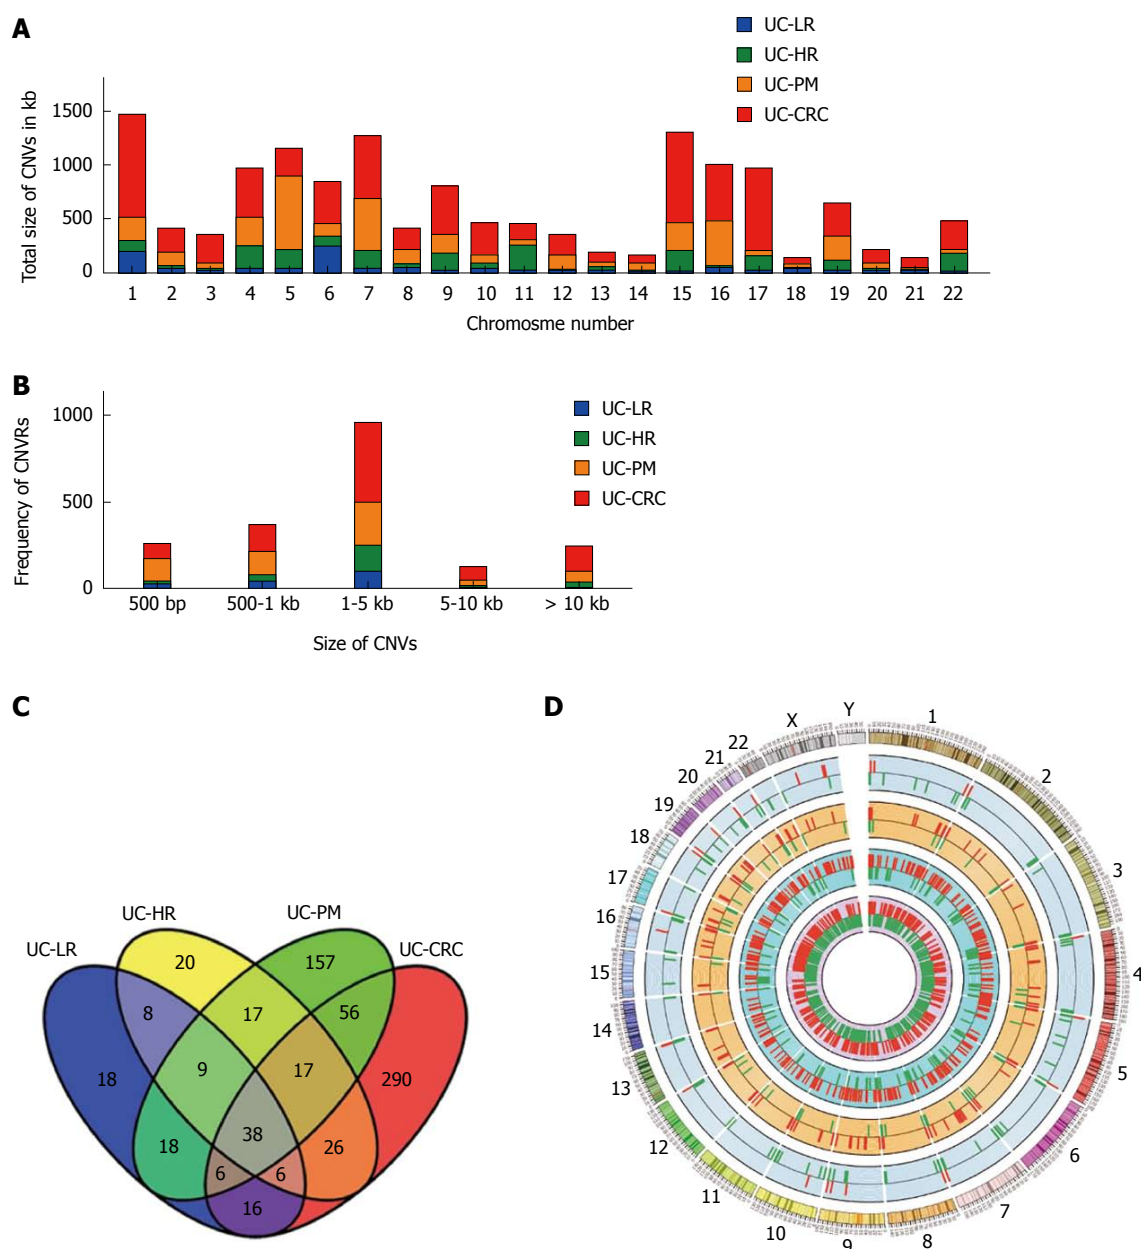 A
UC-LR
UC-HR
UC-PM
UC-CRC
Total size of CNVs in kb
1500
1000
500
0
1 2 3 4 5 6 7 8 9 10 11 12 13 14 15 16 17 18 19 20 21 22
Chromosme number
B
UC-LR
UC-HR
UC-PM
UC-CRC
Frequency of CNVRs
1000
500
0
500 bp 500-1 kb 1-5 kb 5-10 kb > 10 kb
Size of CNVs
C
UC-HR UC-PM
UC-LR UC-CRC
20 157
8 17 56
18 9 17 290
18 38 26
6 6
16
D
X Y 1
2
3
4
5
6
7
8
9
10
11
12
13
14
15
16
17
18
19
20
21
22